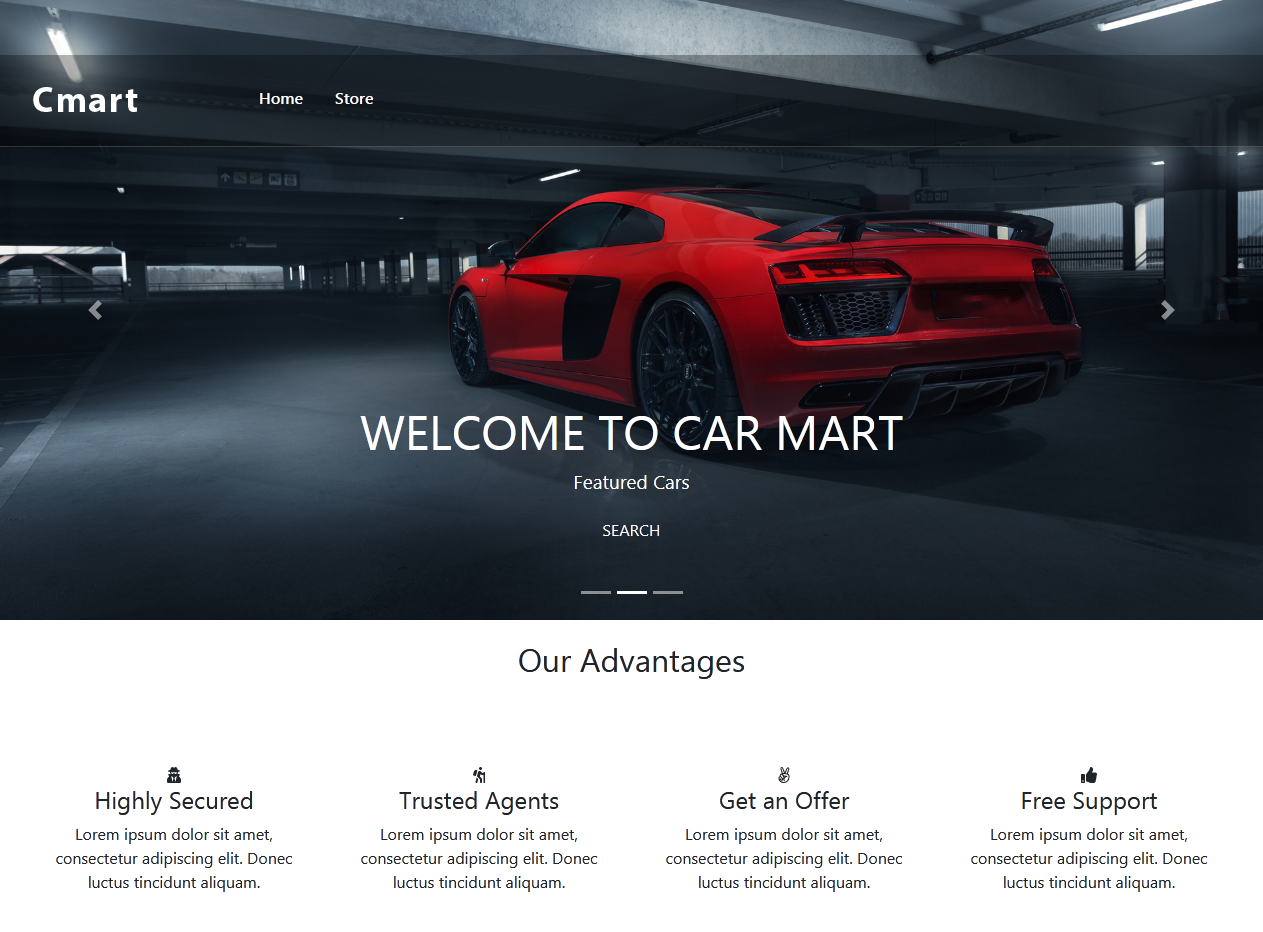 Cmart
Home
Store
WELCOME TO CAR MART
Featured Cars
SEARCH
Our Advantages
Highly Secured
Lorem ipsum dolor sit amet,
consectetur adipiscing elit. Donec
luctus tincidunt aliquam.
Trusted Agents
Lorem ipsum dolor sit amet,
consectetur adipiscing elit. Donec
luctus tincidunt aliquam.
Get an Offer
Lorem ipsum dolor sit amet,
consectetur adipiscing elit. Donec
luctus tincidunt aliquam.
Free Support
Lorem ipsum dolor sit amet,
consectetur adipiscing elit. Donec
luctus tincidunt aliquam.